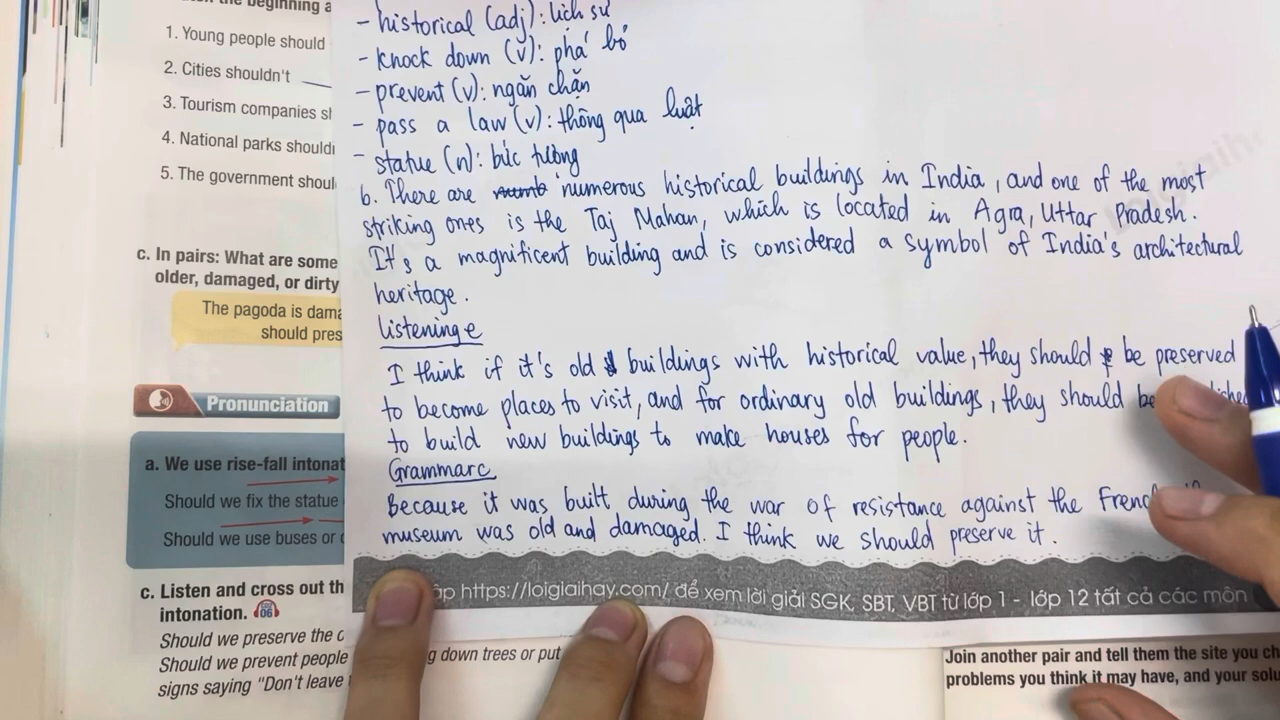 the beginning a
1. Young people should
2. Cities shouldn't
3. Tourism companies sh
4. National parks should
5. The government shoul
c. In pairs: What are some
older, damaged, or dirty
The pagoda is dama
should pres
Pronunciation
a. We use rise-fall intonat
Should we fix the statue
Should we use buses or
c. Listen and cross out th
intonation. 06
Should we preserve the c
Should we prevent people
signs saying "Don't leave
g down trees or put
- historical (adj): lịch sử
- knock down (v): phá bỏ
- prevent (v): ngăn chặn
- pass a law (v): thông qua luật
- statue (n): bức tượng
b. There are numb numerous historical buildings in India, and one of the most
striking ones is the Taj Mahan, which is located in Agra, Uttar Pradesh.
It's a magnificent building and is considered a symbol of India's architectural
heritage.
listening e
I think if it's old buildings with historical value, they should be preserved
to become places to visit, and for ordinary old buildings, they should be
to build new buildings to make houses for people.
Grammar c
Because it was built during the war of resistance against the French
museum was old and damaged. I think we should preserve it.
ập https://loigiaihay.com/ để xem lời giải SGK, SBT, VBT từ lớp 1 - lớp 12 tất cả các môn
Join another pair and tell them the site you ch
problems you think it may have, and your solu